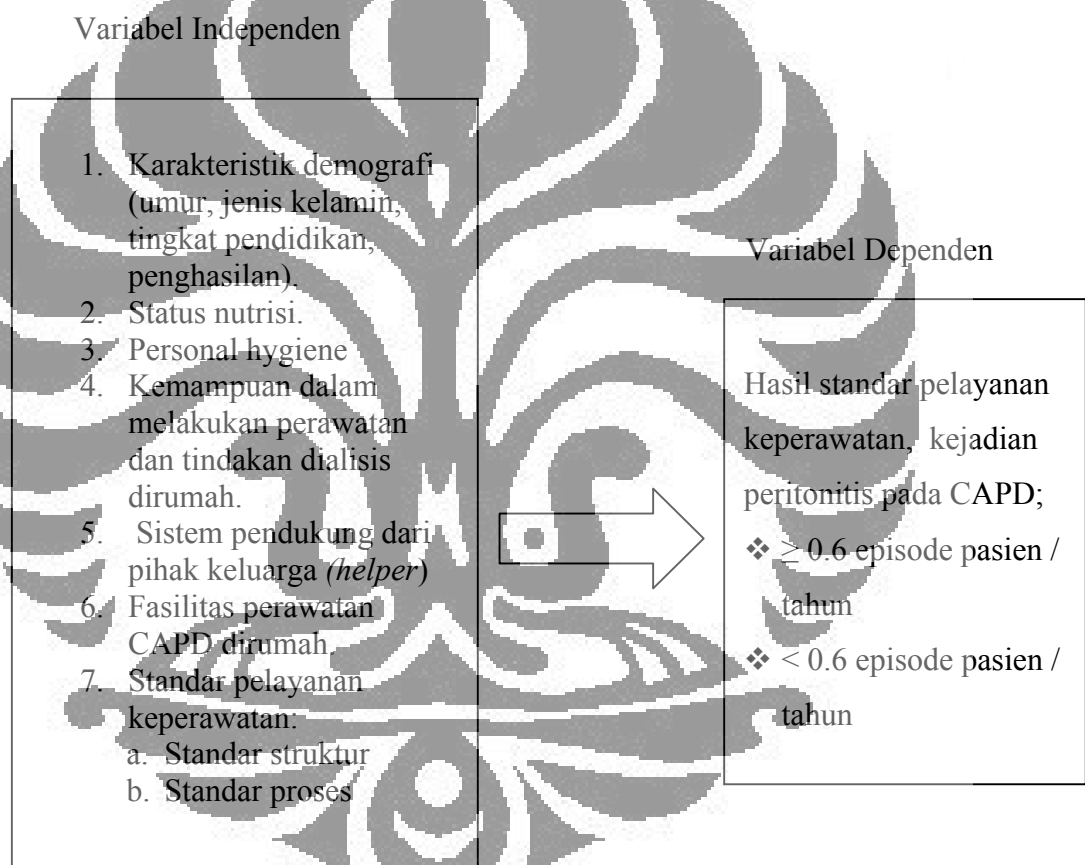 Variabel Independen
1. Karakteristik demografi
(umur, jenis kelamin,
tingkat pendidikan,
penghasilan).
2. Status nutrisi.
3. Personal hygiene
4. Kemampuan dalam
melakukan perawatan
dan tindakan dialisis
dirumah.
5. Sistem pendukung dari
pihak keluarga (helper)
6. Fasilitas perawatan
CAPD dirumah.
7. Standar pelayanan
keperawatan:
a. Standar struktur
b. Standar proses
Variabel Dependen
Hasil standar pelayanan
keperawatan, kejadian
peritonitis pada CAPD;
❖ ≥ 0.6 episode pasien /
tahun
❖ < 0.6 episode pasien /
tahun